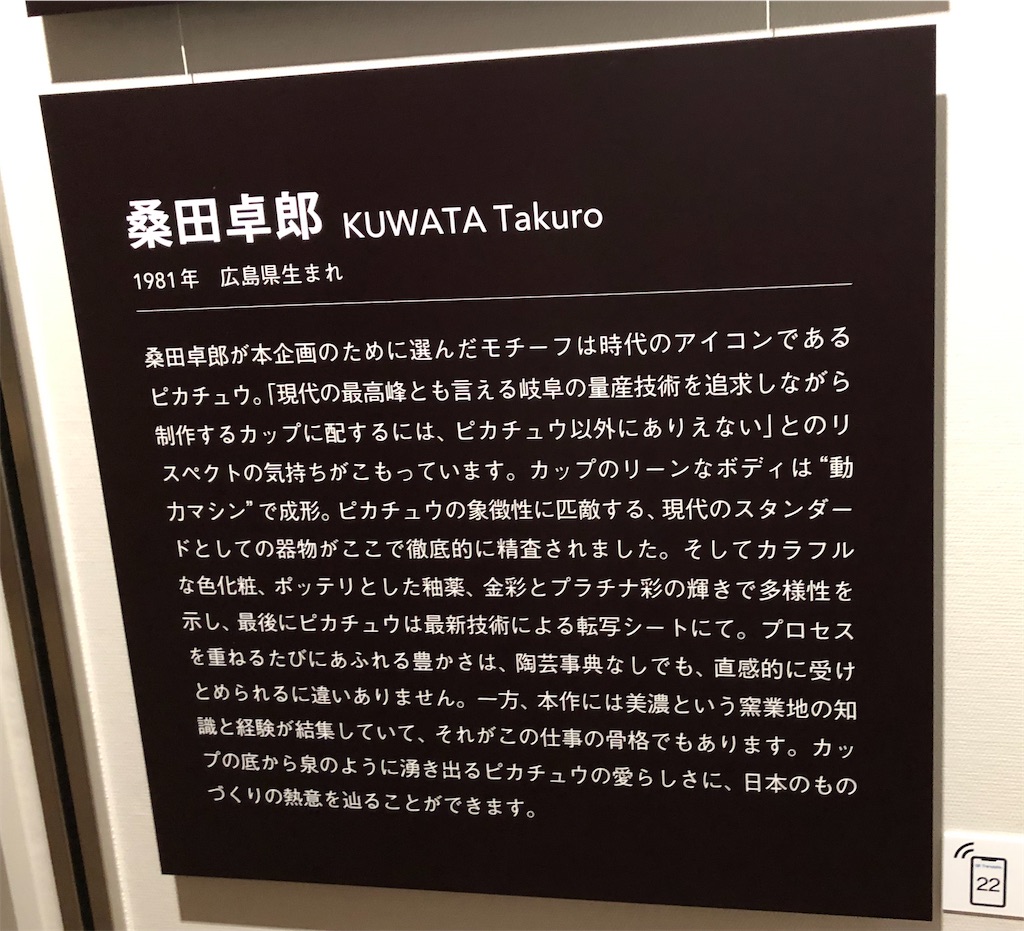 桑田卓郎 KUWATA Takuro
1981年 広島県生まれ
桑田卓郎が本企画のために選んだモチーフは時代のアイコンである
ピカチュウ。「現代の最高峰とも言える岐阜の量産技術を追求しながら
制作するカップに配するには、ピカチュウ以外にありえない」とのリ
スペクトの気持ちがこもっています。カップのリーンなボディは“動
力マシン”で成形。ピカチュウの象徴性に匹敵する、現代のスタンダー
ドとしての器物がここで徹底的に精査されました。そしてカラフル
な色化粧、ポッテリとした釉薬、金彩とプラチナ彩の輝きで多様性を
示し、最後にピカチュウは最新技術による転写シートにて。プロセス
を重ねるたびにあふれる豊かさは、陶芸事典なしでも、直感的に受け
とめられるに違いありません。一方、本作には美濃という窯業地の知
識と経験が結集していて、それがこの仕事の骨格でもあります。カッ
プの底から泉のように湧き出るピカチュウの愛らしさに、日本のもの
づくりの熱意を辿ることができます。
22